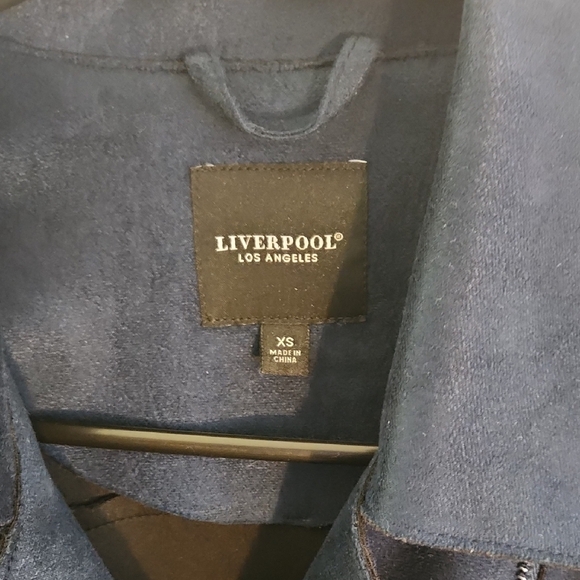 LIVERPOOL®
LOS ANGELES
XS
MADE IN
CHINA